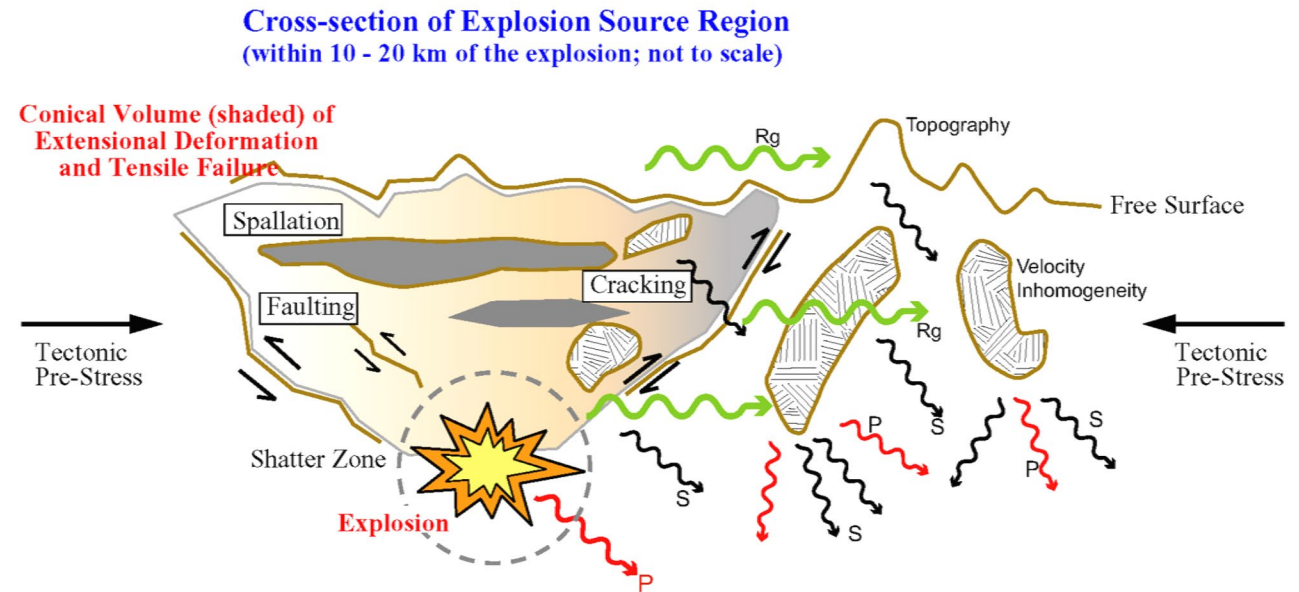 Cross-section of Explosion Source Region
(within 10 - 20 km of the explosion; not to scale)
Conical Volume (shaded) of
Extensional Deformation
and Tensile Failure
Rg
Topography
Free Surface
Spallation
Velocity
Inhomogeneity
Cracking
Faulting
Rg
Tectonic
Pre-Stress
Tectonic
Pre-Stress
P
S
S
P
Shatter Zone
S
Explosion
S
P